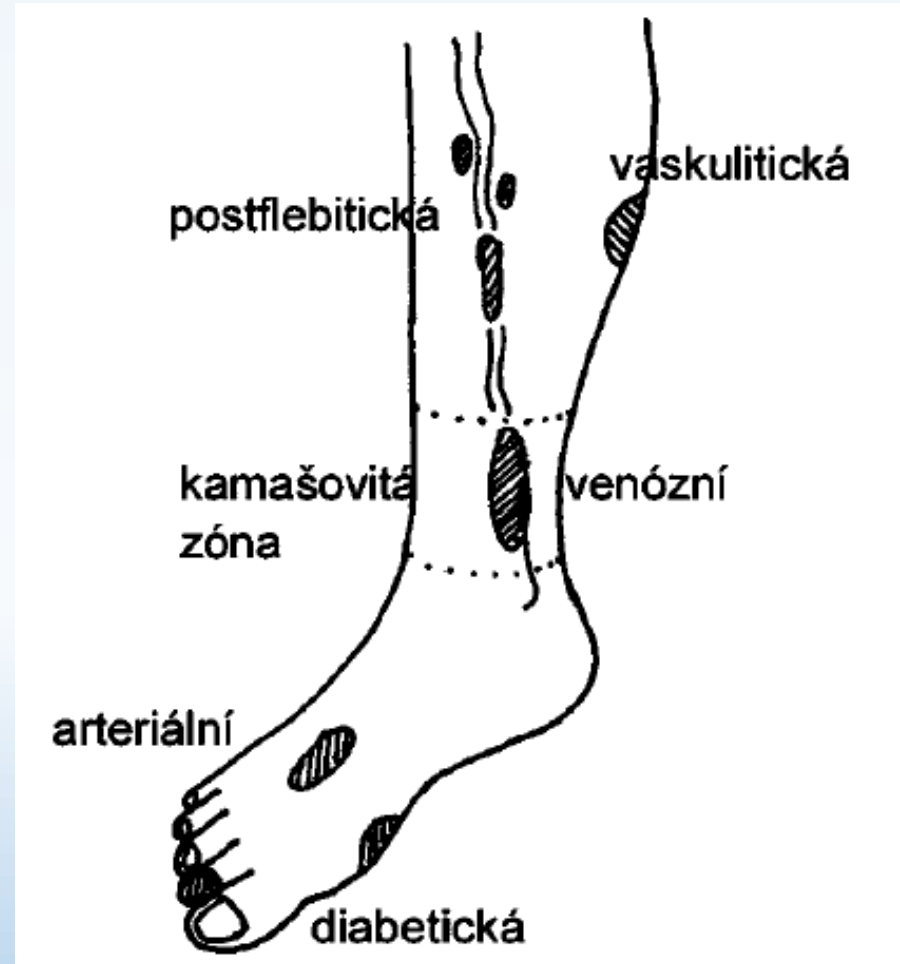 vaskulitická
postflebitická
kamašovitá
zóna
venózní
arteriální
diabetická